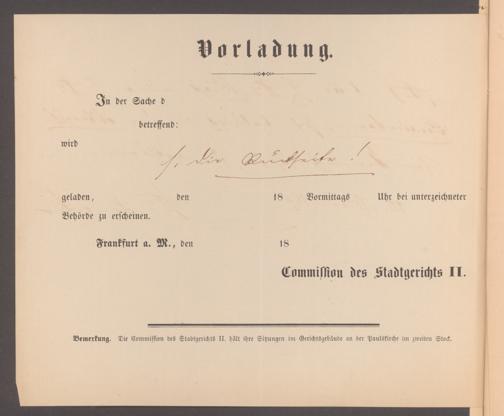 Vorladung.
In der Sache d
betreffend:
wird
s. die Rückseite!
geladen, den 18 Vormittags Uhr bei unterzeichneter
Behörde zu erscheinen.
Frankfurt a. M., den 18
Commission des Stadtgerichts II.
Bemerkung. Die Commission des Stadtgerichts II. hält ihre Sitzungen im Gerichtsgebäude an der Paulskirche im zweiten Stock.